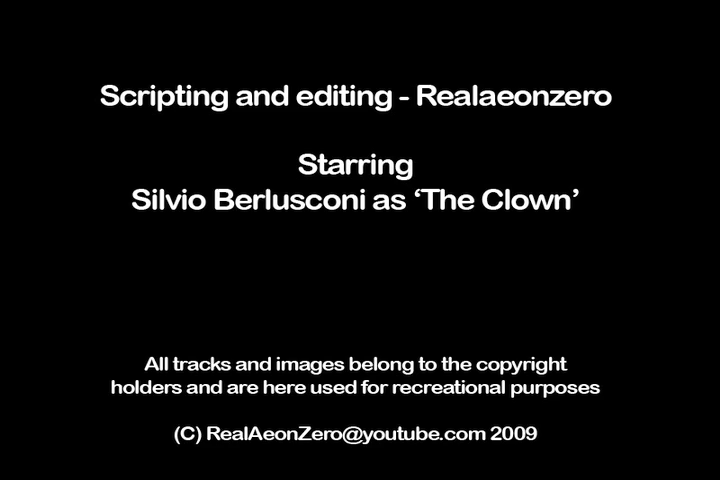 Scripting and editing - Realaeonzero
Starring
Silvio Berlusconi as ‘The Clown’
All tracks and images belong to the copyright
holders and are here used for recreational purposes
(C) RealAeonZero@youtube.com 2009